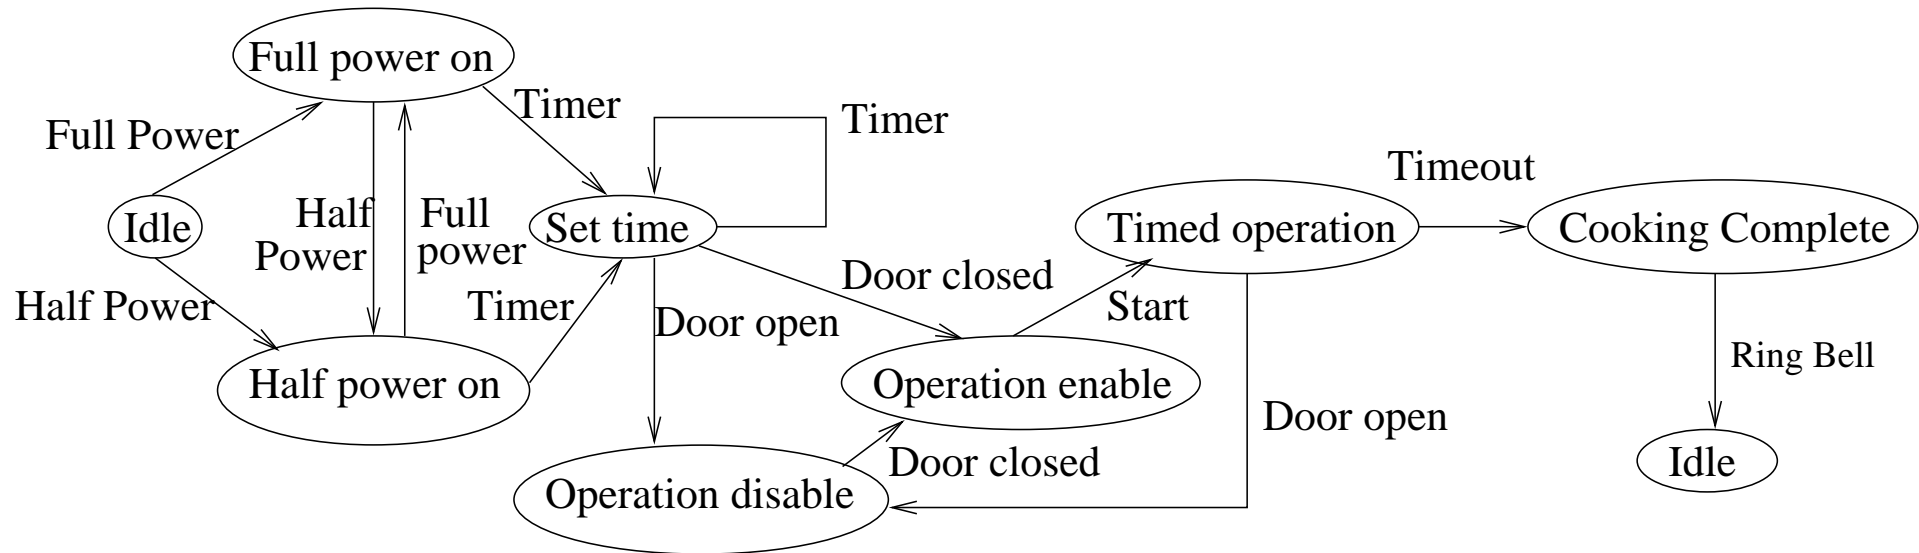 Full power on
Timer
Timer
Full Power
Timeout
Half
Power
Full
power
Idle
Set time
Timed operation
Cooking Complete
Door closed
Half Power
Timer
Start
Door open
Ring Bell
Half power on
Operation enable
Door open
Door closed
Idle
Operation disable